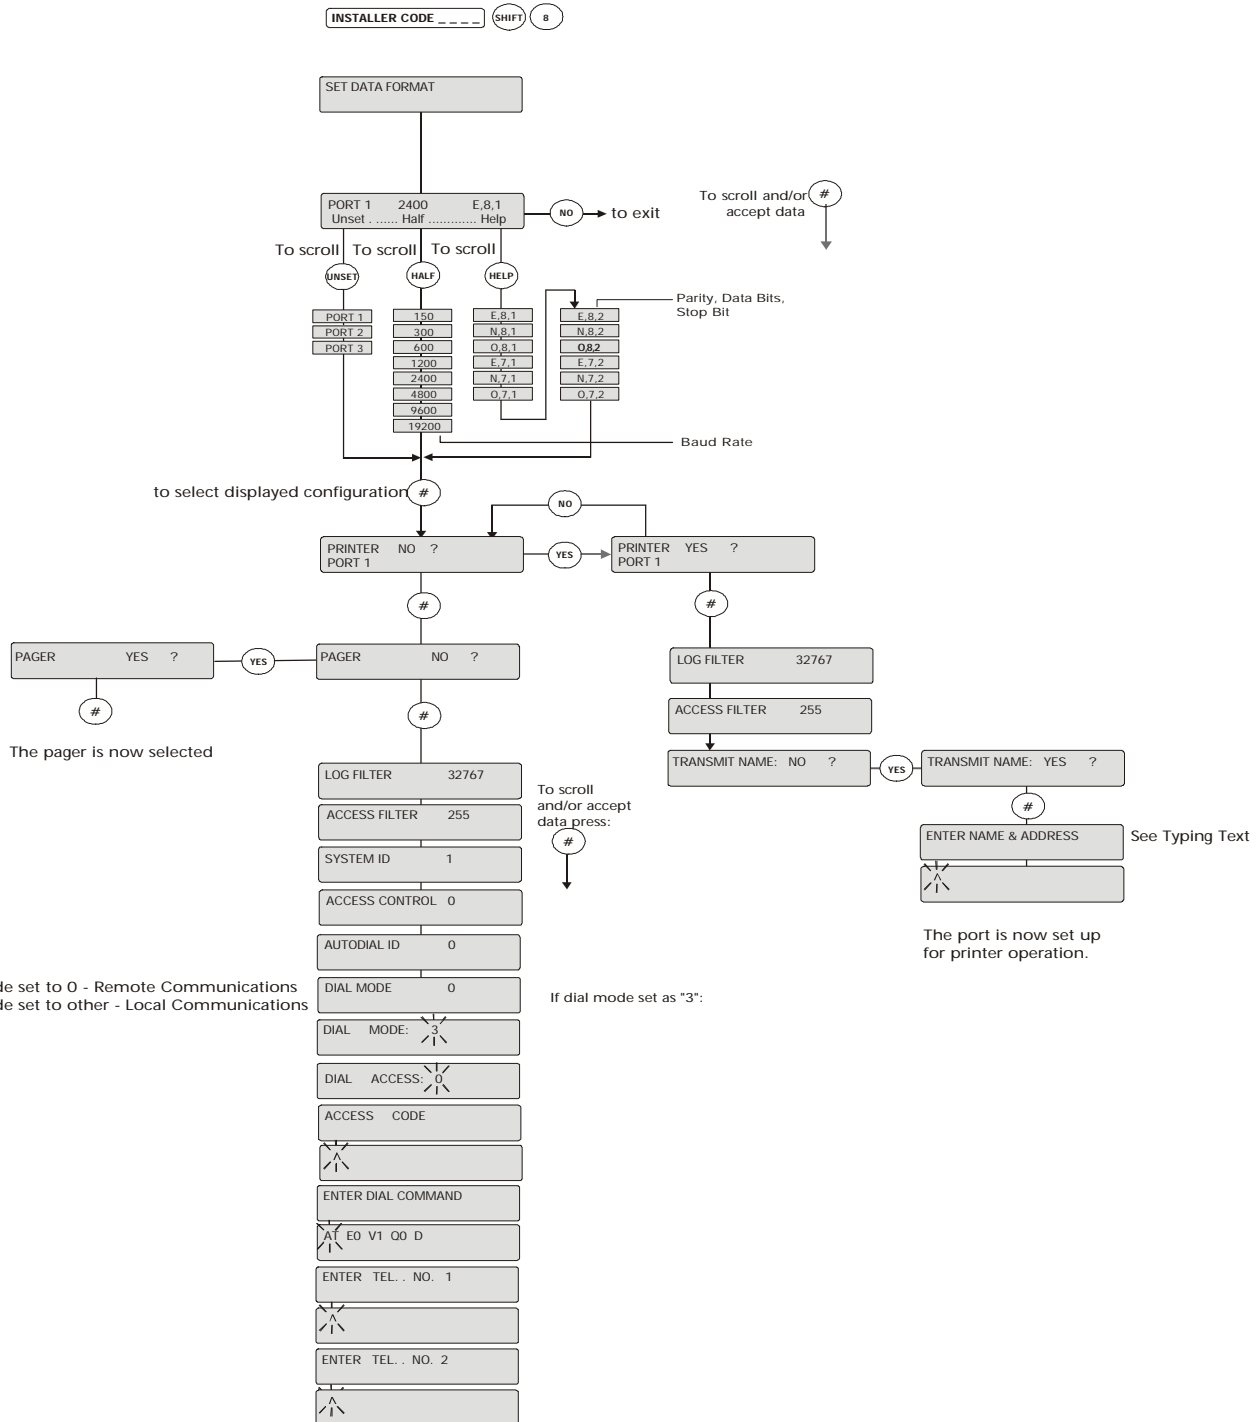 INSTALLER CODE _ _ _ _ SHIFT 8
SET DATA FORMAT
PORT 1 2400 E,8,1
Unset . ...... Half ............. Help
NO to exit
To scroll and/or
accept data
#
To scroll To scroll To scroll
UNSET HALF HELP
PORT 1
PORT 2
PORT 3
150
300
600
1200
2400
4800
9600
19200
E,8,1
N,8,1
O,8,1
E,7,1
N,7,1
O,7,1
E,8,2
N,8,2
O,8,2
E,7,2
N,7,2
O,7,2
Parity, Data Bits,
Stop Bit
Baud Rate
to select displayed configuration #
NO
PRINTER NO ?
PORT 1
YES
PRINTER YES ?
PORT 1
#
#
PAGER YES ?
YES
PAGER NO ?
#
#
The pager is now selected
LOG FILTER 32767
ACCESS FILTER 255
TRANSMIT NAME: NO ?
YES
TRANSMIT NAME: YES ?
#
ENTER NAME & ADDRESS
See Typing Text
^
The port is now set up
for printer operation.
LOG FILTER 32767
ACCESS FILTER 255
SYSTEM ID 1
ACCESS CONTROL 0
AUTODIAL ID 0
DIAL MODE 0
To scroll
and/or accept
data press:
#
de set to 0 - Remote Communications
de set to other - Local Communications
If dial mode set as "3":
DIAL MODE: 3
DIAL ACCESS: 0
ACCESS CODE
^
ENTER DIAL COMMAND
AT E0 V1 Q0 D
ENTER TEL. . NO. 1
^
ENTER TEL. . NO. 2
^